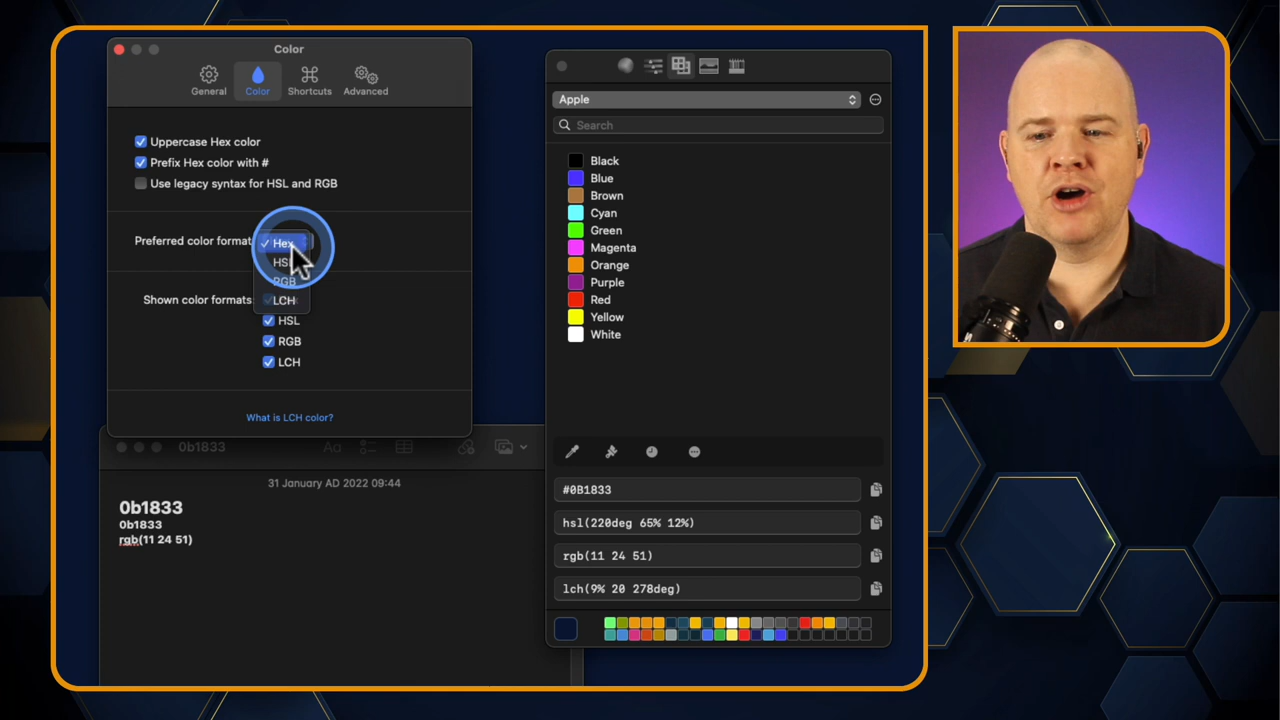 Color
General
Color
Shortcuts
Advanced
Uppercase Hex color
Prefix Hex color with #
Use legacy syntax for HSL and RGB
Preferred color format
Hex
HSL
RGB
LCH
Shown color formats:
HSL
RGB
LCH
What is LCH color?
0b1833
Aa
31 January AD 2022 09:44
0b1833
0b1833
rgb(11 24 51)
Apple
Search
Black
Blue
Brown
Cyan
Green
Magenta
Orange
Purple
Red
Yellow
White
#0B1833
hsl(220deg 65% 12%)
rgb(11 24 51)
lch(9% 20 278deg)